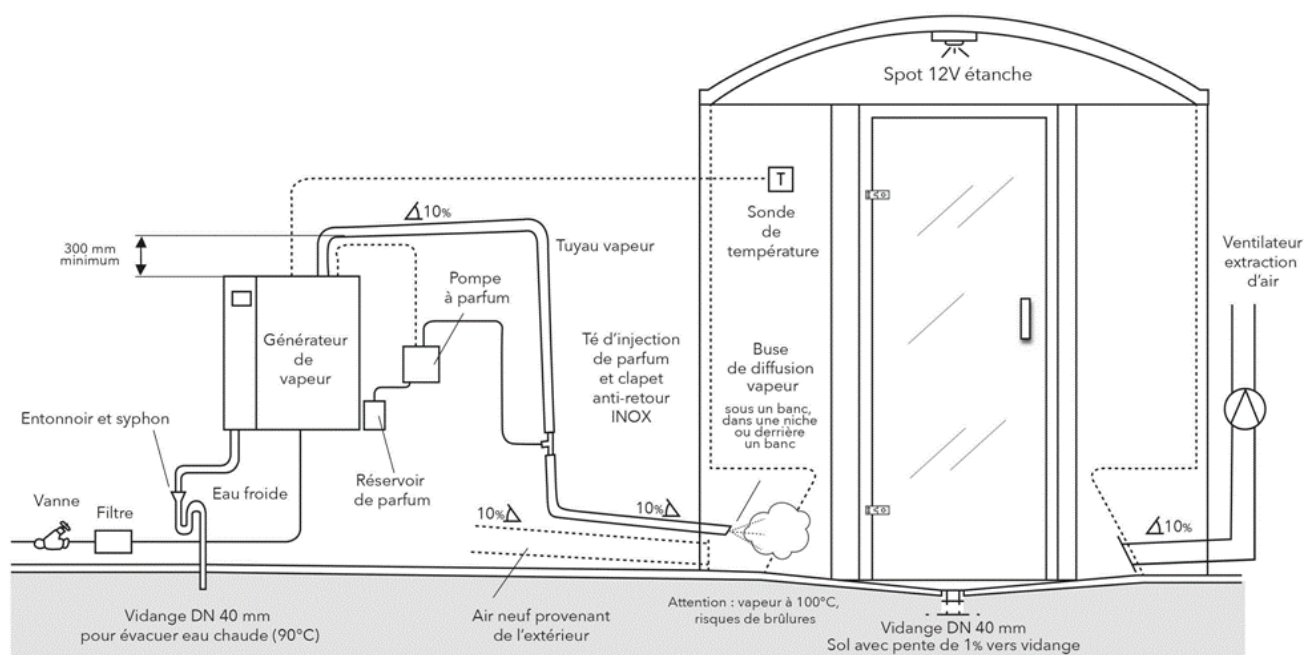 Spot 12V étanche
T
Sonde
de
température
10%
300 mm
minimum
Tuyau vapeur
Ventilateur
extraction
d'air
Pompe
à parfum
Générateur
de
vapeur
Té d'injection
de parfum
et clapet
anti-retour
INOX
Buse
de diffusion
vapeur
sous un banc,
dans une niche
ou derrière
un banc
Entonnoir et syphon
Réservoir
de parfum
Eau froide
Vanne
Filtre
10%
10%
10%
Vidange DN 40 mm
pour évacuer eau chaude (90°C)
Air neuf provenant
de l'extérieur
Attention : vapeur à 100°C,
risques de brûlures
Vidange DN 40 mm
Sol avec pente de 1% vers vidange